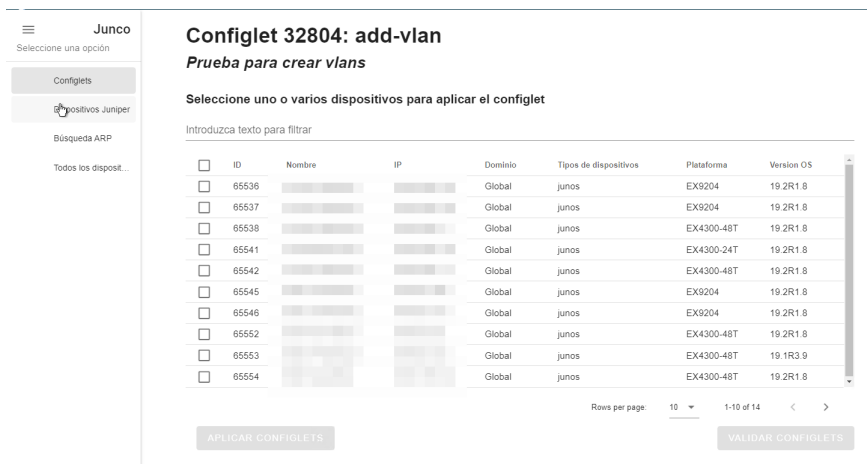 Junco
Seleccione una opción
Configlets
positivos Juniper
Búsqueda ARP
Todos los disposit...
Configlet 32804: add-vlan
Prueba para crear vlans
Seleccione uno o varios dispositivos para aplicar el configlet
Introduzca texto para filtrar
ID Nombre IP Dominio Tipos de dispositivos Plataforma Version OS
65536 Global junos EX9204 19.2R1.8
65537 Global junos EX9204 19.2R1.8
65538 Global junos EX4300-48T 19.2R1.8
65541 Global junos EX4300-24T 19.2R1.8
65542 Global junos EX4300-48T 19.2R1.8
65545 Global junos EX9204 19.2R1.8
65546 Global junos EX9204 19.2R1.8
65552 Global junos EX4300-48T 19.2R1.8
65553 Global junos EX4300-48T 19.1R3.9
65554 Global junos EX4300-48T 19.2R1.8
Rows per page: 10 1-10 of 14
APLICAR CONFIGLETS VALIDAR CONFIGLETS